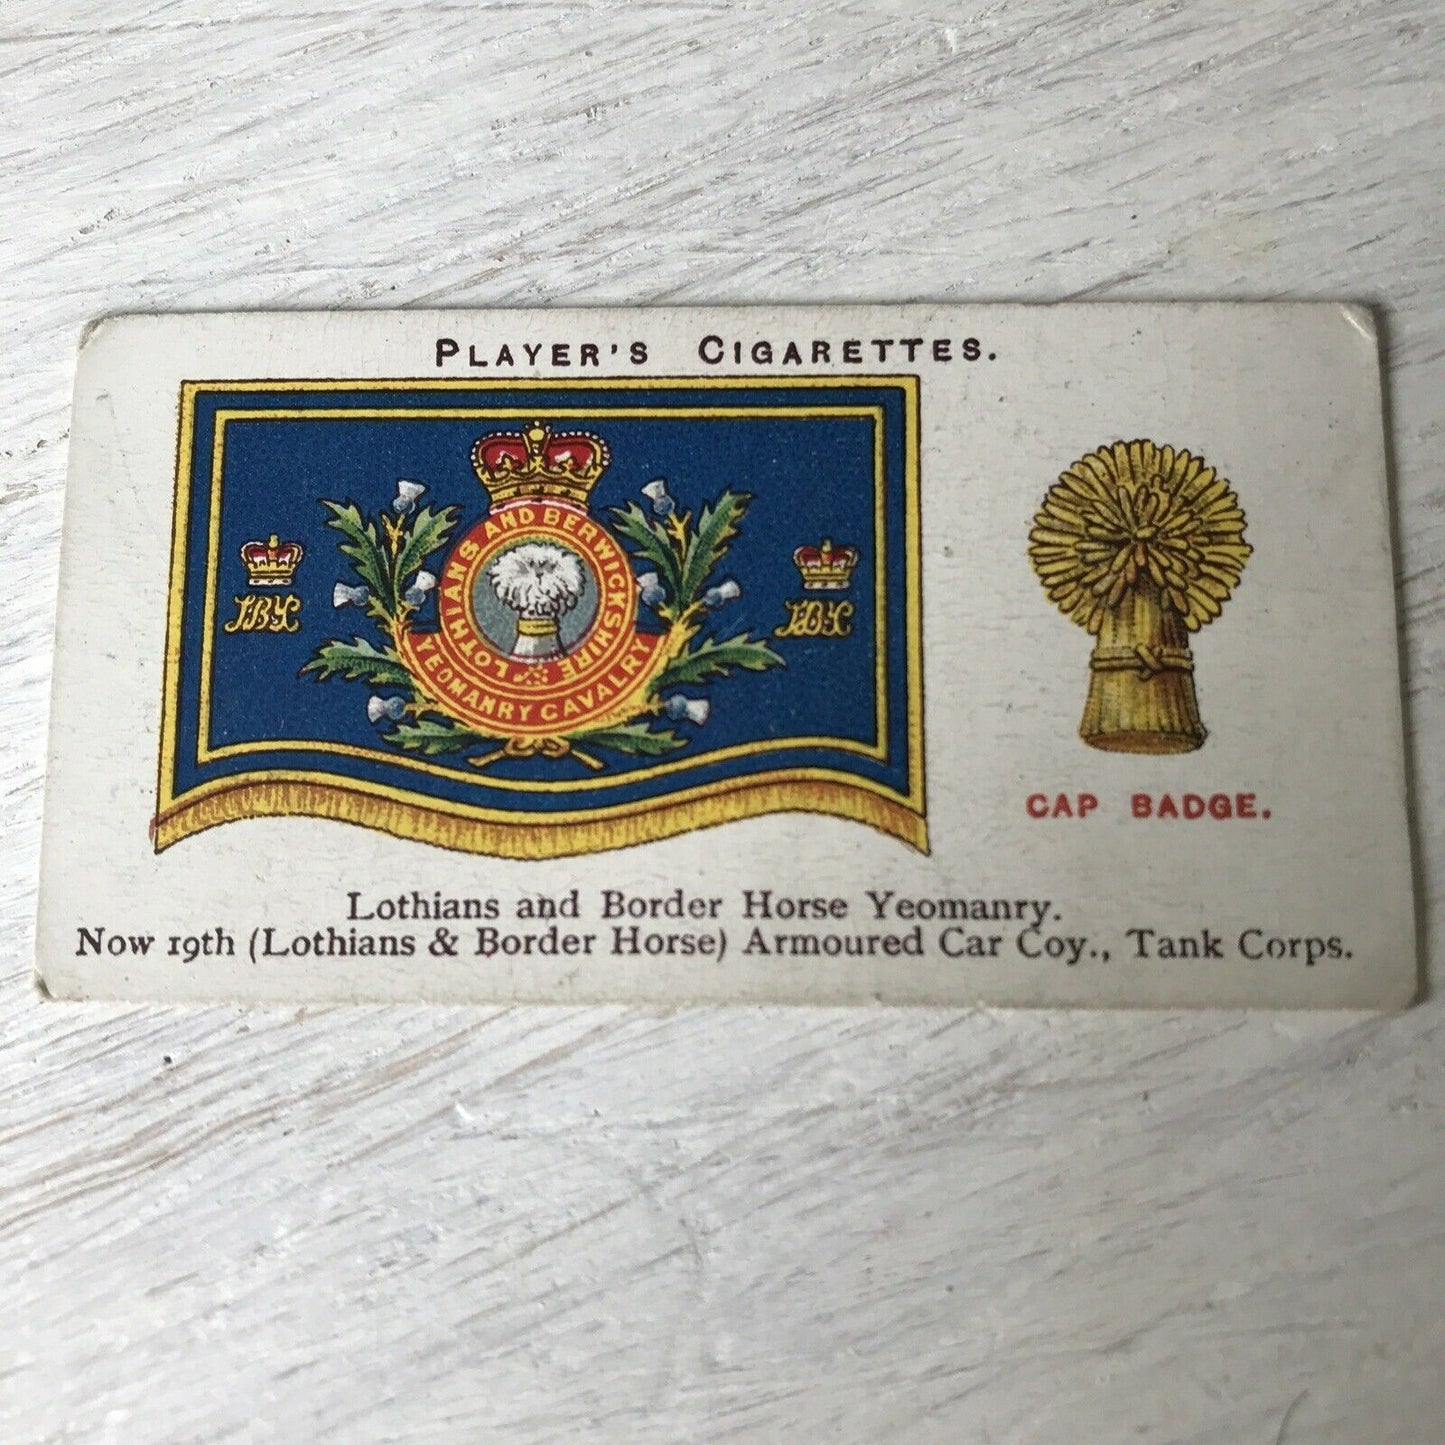 PLAYER'S CIGARETTES.
LOTHIANS AND BERWICKSHIRE
YEOMANRY CAVALRY
CAP BADGE.
Lothians and Border Horse Yeomanry.
Now 19th (Lothians & Border Horse) Armoured Car Coy., Tank Corps.